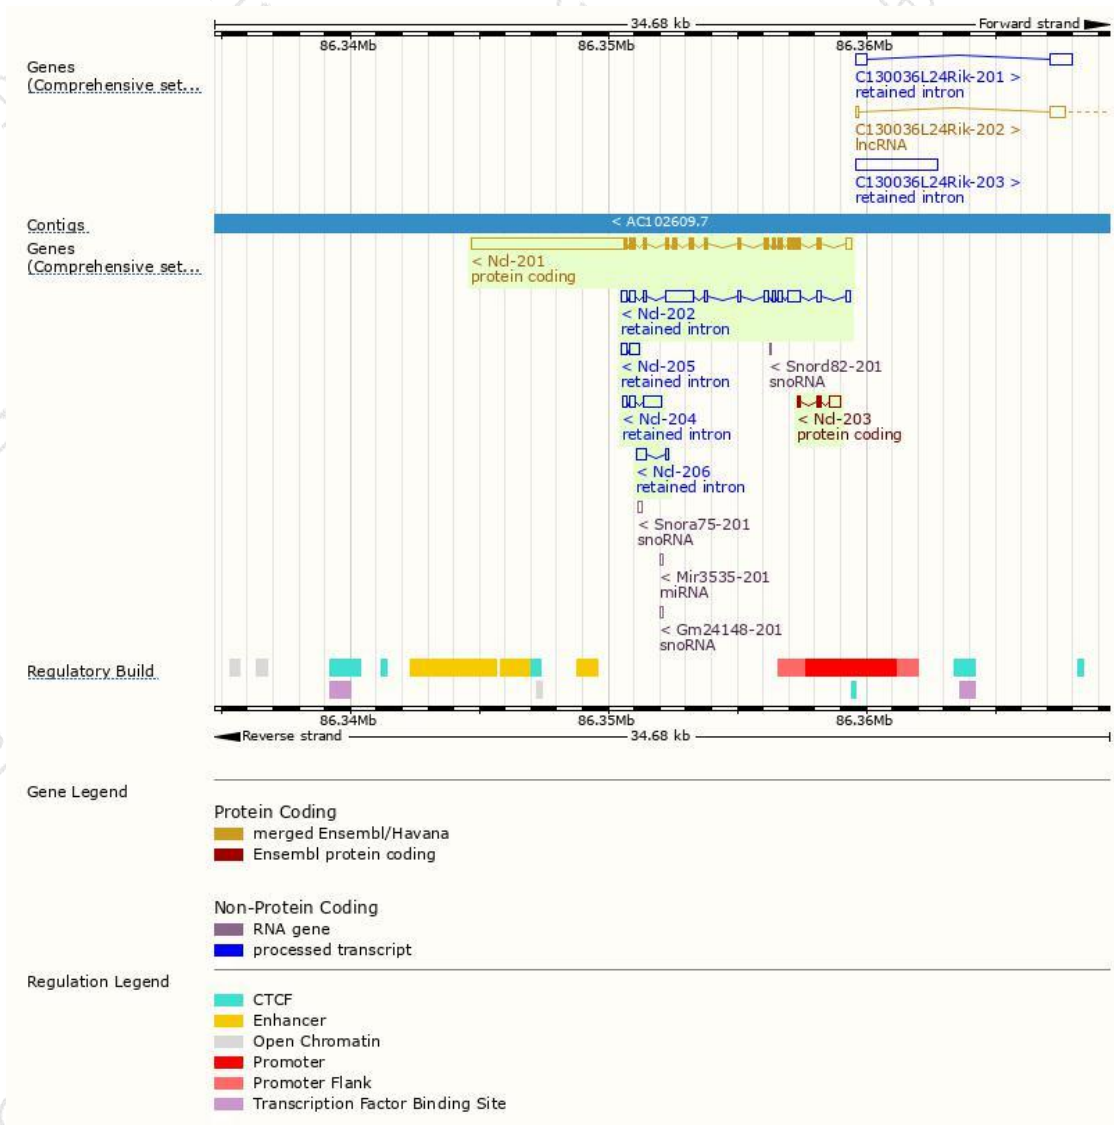 34.68 kb Forward strand
86.34Mb 86.35Mb 86.36Mb
Genes
(Comprehensive set...
C130036L24Rik-201 >
retained intron
C130036L24Rik-202 >
lncRNA
C130036L24Rik-203 >
retained intron
Contigs
< AC102609.7
Genes
(Comprehensive set...
< Ncl-201
protein coding
< Ncl-202
retained intron
< Ncl-205
retained intron
< Snord82-201
snoRNA
< Ncl-204
retained intron
< Ncl-203
protein coding
< Ncl-206
retained intron
< Snora75-201
snoRNA
< Mir3535-201
miRNA
< Gm24148-201
snoRNA
Regulatory Build
86.34Mb 86.35Mb 86.36Mb
Reverse strand 34.68 kb
Gene Legend
Protein Coding
merged Ensembl/Havana
Ensembl protein coding
Non-Protein Coding
RNA gene
processed transcript
Regulation Legend
CTCF
Enhancer
Open Chromatin
Promoter
Promoter Flank
Transcription Factor Binding Site